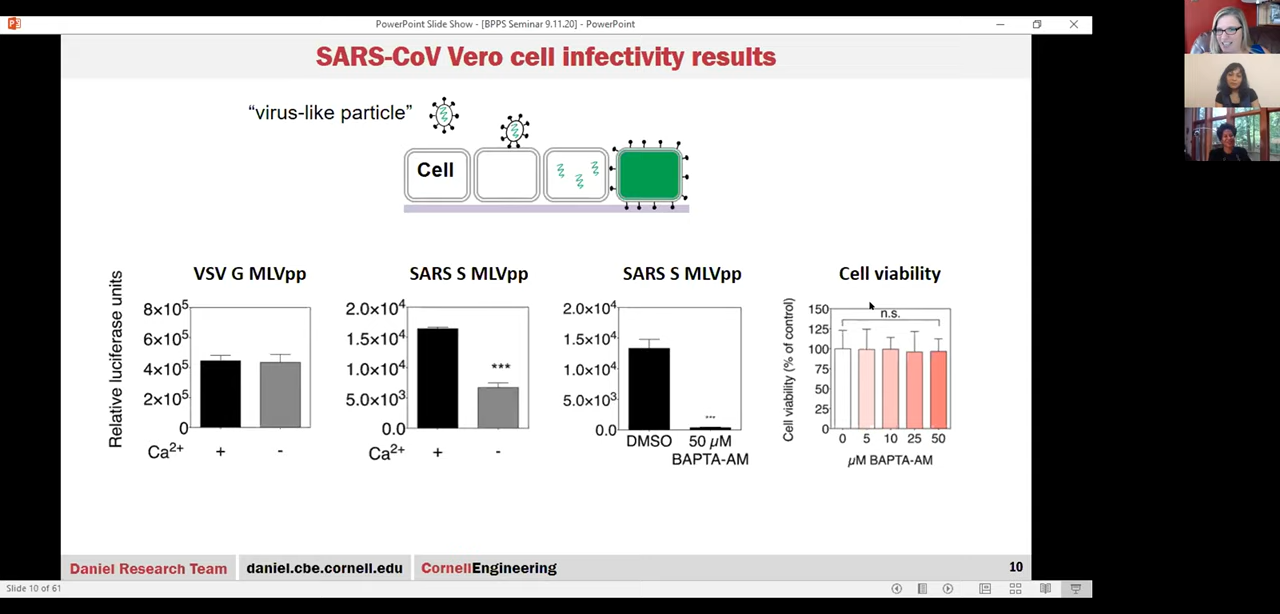 PowerPoint Slide Show - [BPPS Seminar 9.11.20] - PowerPoint
SARS-CoV Vero cell infectivity results
“virus-like particle”
Cell
VSV G MLVpp
Relative luciferase units
8×10⁵
6×10⁵
4×10⁵
2×10⁵
0
Ca²⁺ + -
SARS S MLVpp
2.0×10⁴
1.5×10⁴
1.0×10⁴
5.0×10³
0.0
***
Ca²⁺ + -
SARS S MLVpp
2.0×10⁴
1.5×10⁴
1.0×10⁴
5.0×10³
0.0
***
DMSO 50 µM
BAPTA-AM
Cell viability
Cell viability (% of control)
150
125
100
75
50
25
0
n.s.
0 5 10 25 50
µM BAPTA-AM
Daniel Research Team daniel.cbe.cornell.edu CornellEngineering 10
Slide 10 of 61